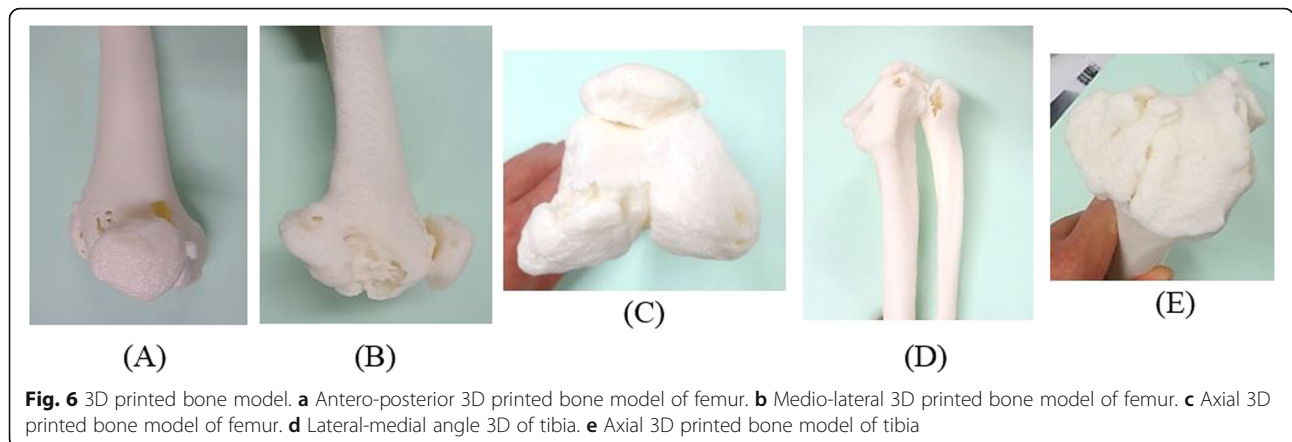 (A)
(B)
(C)
(D)
(E)
Fig. 6 3D printed bone model. a Antero-posterior 3D printed bone model of femur. b Medio-lateral 3D printed bone model of femur. c Axial 3D
printed bone model of femur. d Lateral-medial angle 3D of tibia. e Axial 3D printed bone model of tibia